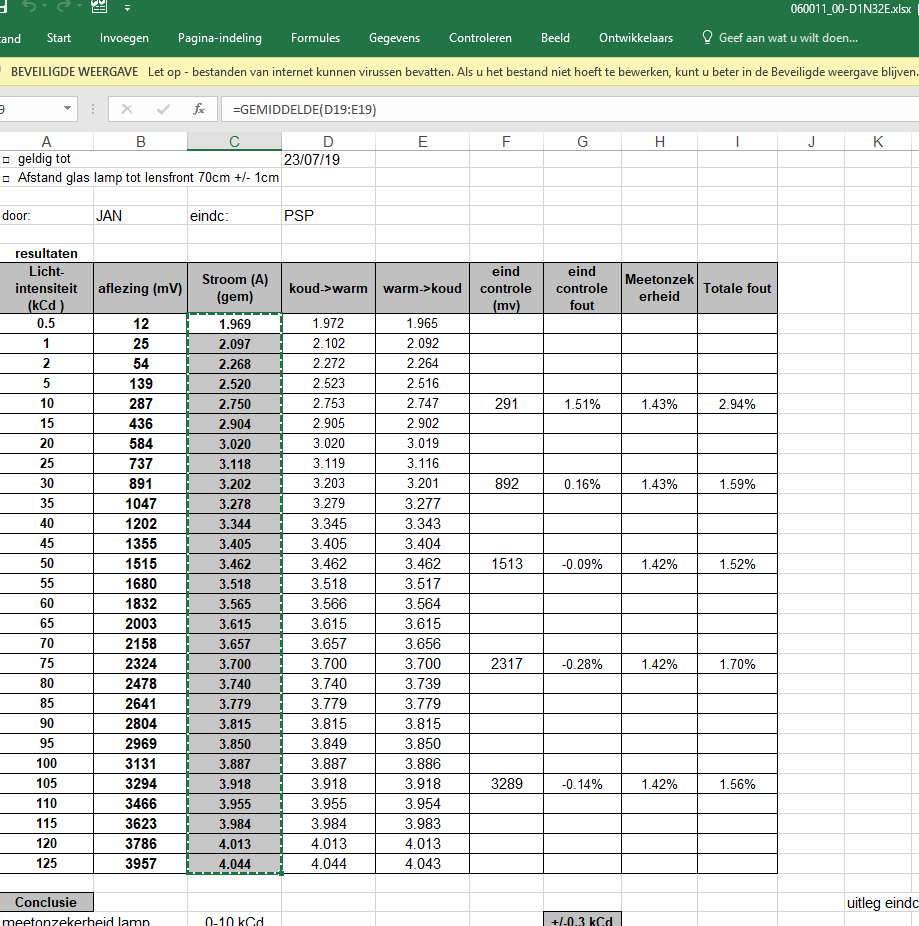 060011_00-D1N32E.xlsx
and Start Invoegen Pagina-indeling Formules Gegevens Controleren Beeld Ontwikkelaars Geef aan wat u wilt doen...
BEVEILIGDE WEERGAVE Let op - bestanden van internet kunnen virussen bevatten. Als u het bestand niet hoeft te bewerken, kunt u beter in de Beveiligde weergave blijven.
9 fx =GEMIDDELDE(D19:E19)
A B C D E F G H I J K
geldig tot 23/07/19
Afstand glas lamp tot lensfront 70cm +/- 1cm
door: JAN eindc: PSP
resultaten
Licht-intensiteit (kCd ) aflezing (mV) Stroom (A) (gem) koud->warm warm->koud eind controle (mv) eind controle fout Meetonzekerheid Totale fout
0.5 12 1.969 1.972 1.965
1 25 2.097 2.102 2.092
2 54 2.268 2.272 2.264
5 139 2.520 2.523 2.516
10 287 2.750 2.753 2.747 291 1.51% 1.43% 2.94%
15 436 2.904 2.905 2.902
20 584 3.020 3.020 3.019
25 737 3.118 3.119 3.116
30 891 3.202 3.203 3.201 892 0.16% 1.43% 1.59%
35 1047 3.278 3.279 3.277
40 1202 3.344 3.345 3.343
45 1355 3.405 3.405 3.404
50 1515 3.462 3.462 3.462 1513 -0.09% 1.42% 1.52%
55 1680 3.518 3.518 3.517
60 1832 3.565 3.566 3.564
65 2003 3.615 3.615 3.615
70 2158 3.657 3.657 3.656
75 2324 3.700 3.700 3.700 2317 -0.28% 1.42% 1.70%
80 2478 3.740 3.740 3.739
85 2641 3.779 3.779 3.779
90 2804 3.815 3.815 3.815
95 2969 3.850 3.849 3.850
100 3131 3.887 3.887 3.886
105 3294 3.918 3.918 3.918 3289 -0.14% 1.42% 1.56%
110 3466 3.955 3.955 3.954
115 3623 3.984 3.984 3.983
120 3786 4.013 4.013 4.013
125 3957 4.044 4.044 4.043
Conclusie uitleg eindc
meetonzekerheid lamp 0-10 kCd +/-0.3 kCd